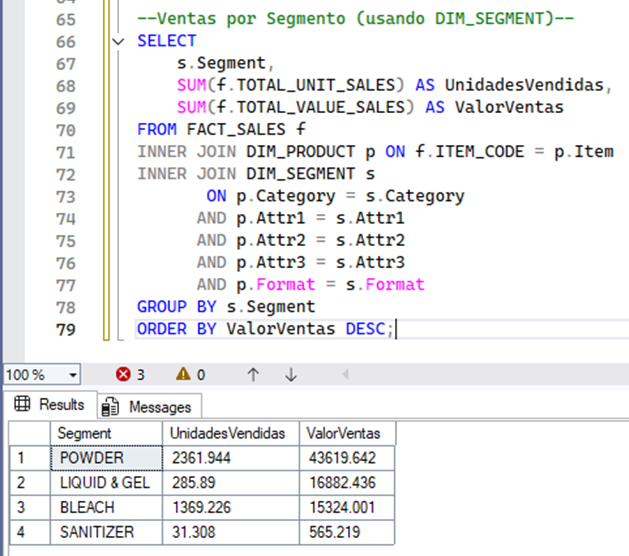 65 --Ventas por Segmento (usando DIM_SEGMENT)--
66 SELECT
67 s.Segment,
68 SUM(f.TOTAL_UNIT_SALES) AS UnidadesVendidas,
69 SUM(f.TOTAL_VALUE_SALES) AS ValorVentas
70 FROM FACT_SALES f
71 INNER JOIN DIM_PRODUCT p ON f.ITEM_CODE = p.Item
72 INNER JOIN DIM_SEGMENT s
73 ON p.Category = s.Category
74 AND p.Attr1 = s.Attr1
75 AND p.Attr2 = s.Attr2
76 AND p.Attr3 = s.Attr3
77 AND p.Format = s.Format
78 GROUP BY s.Segment
79 ORDER BY ValorVentas DESC;
100 % 3 0
Results Messages
Segment UnidadesVendidas ValorVentas
1 POWDER 2361.944 43619.642
2 LIQUID & GEL 285.89 16882.436
3 BLEACH 1369.226 15324.001
4 SANITIZER 31.308 565.219